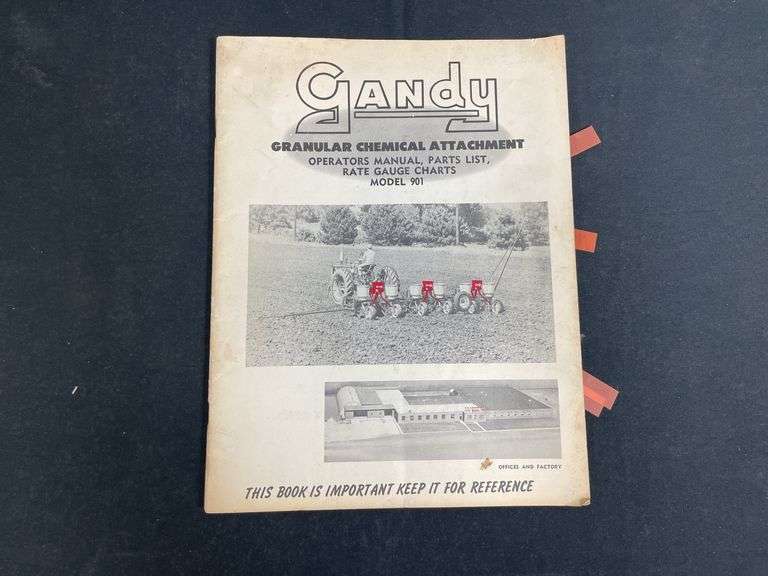 Gandy
GRANULAR CHEMICAL ATTACHMENT
OPERATORS MANUAL, PARTS LIST,
RATE GAUGE CHARTS
MODEL 901
OFFICES AND FACTORY
THIS BOOK IS IMPORTANT KEEP IT FOR REFERENCE